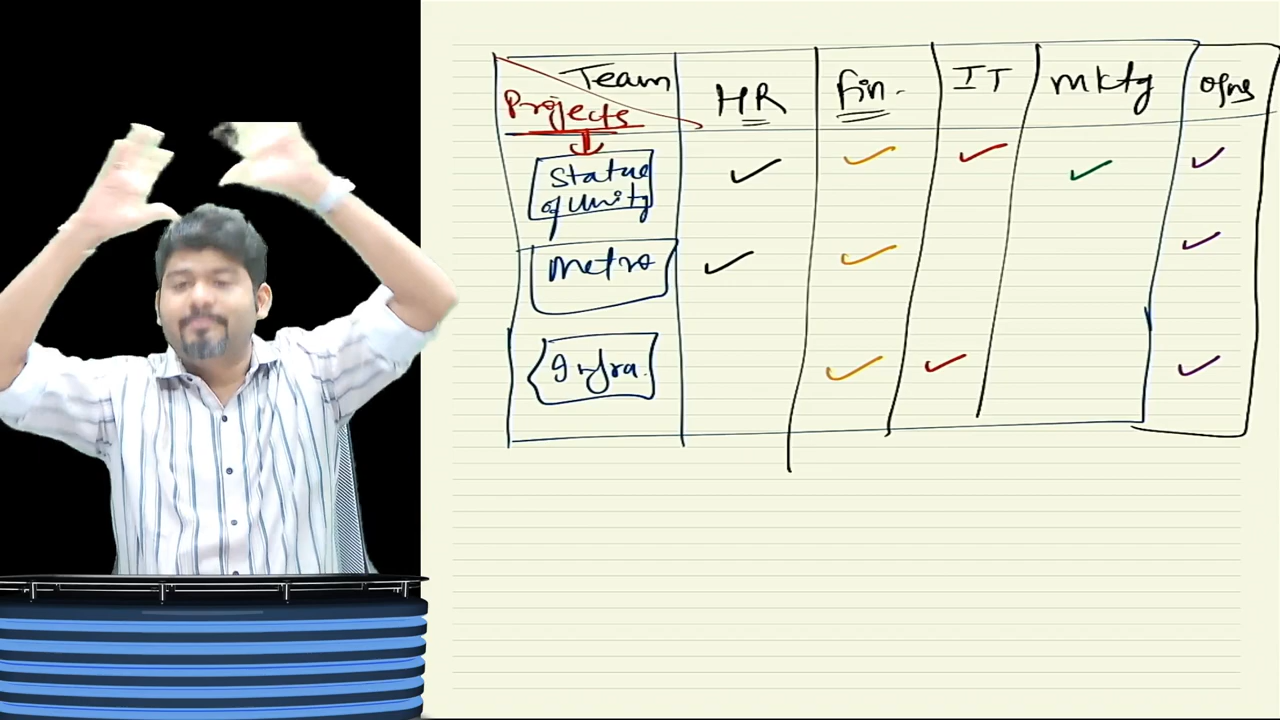 Team
Projects
HR
Fin.
IT
mktg
opns
Statue
of unity
Metro
Infra.